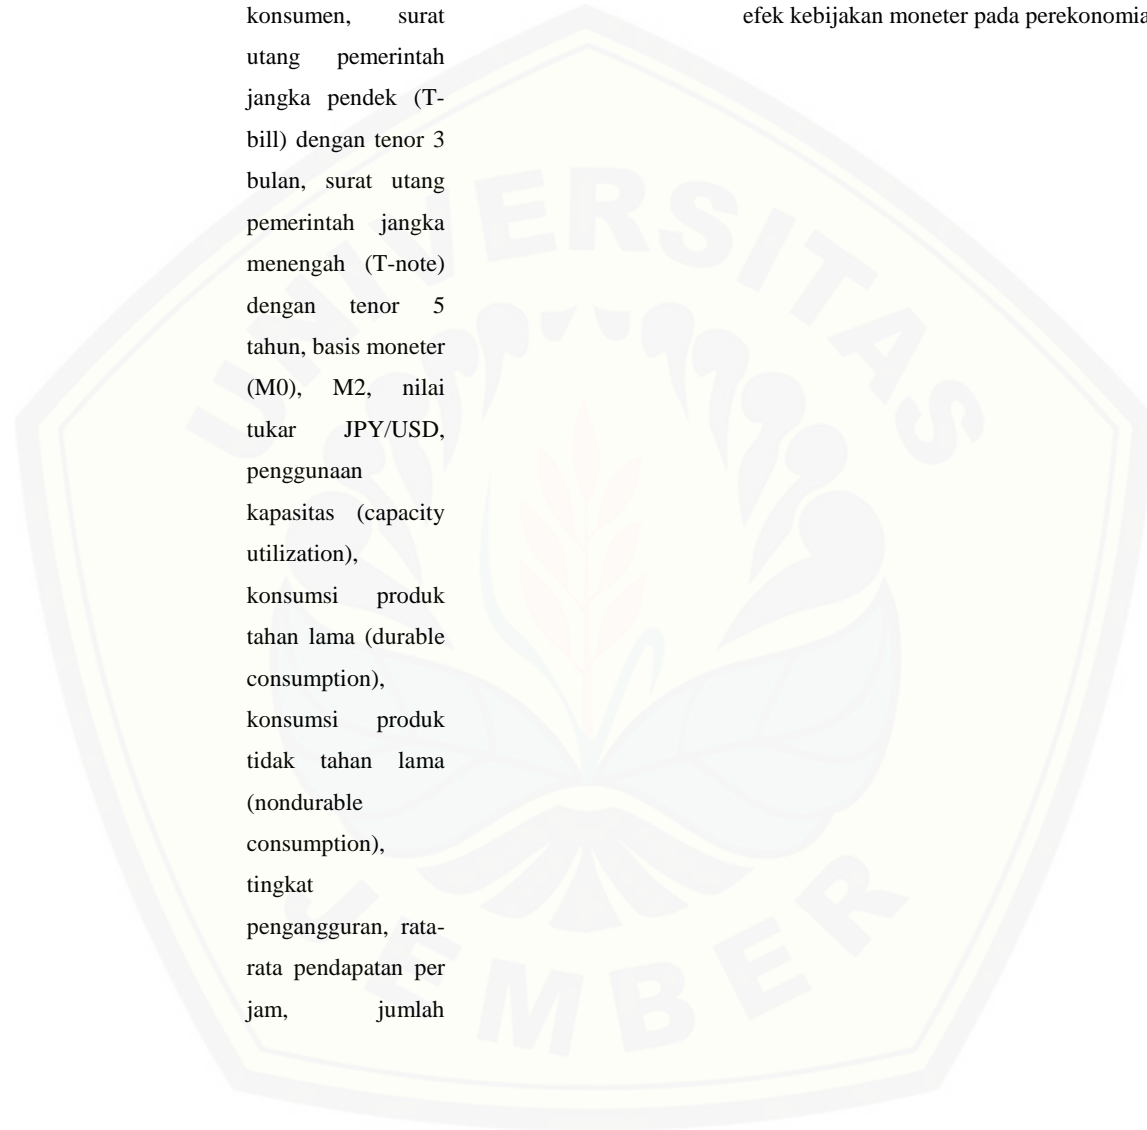 konsumen, surat
utang pemerintah
jangka pendek (T-
bill) dengan tenor 3
bulan, surat utang
pemerintah jangka
menengah (T-note)
dengan tenor 5
tahun, basis moneter
(M0), M2, nilai
tukar JPY/USD,
penggunaan
kapasitas (capacity
utilization),
konsumsi produk
tahan lama (durable
consumption),
konsumsi produk
tidak tahan lama
(nondurable
consumption),
tingkat
pengangguran, rata-
rata pendapatan per
jam, jumlah
efek kebijakan moneter pada perekonomia
UNIVERSITAS
JEMBER